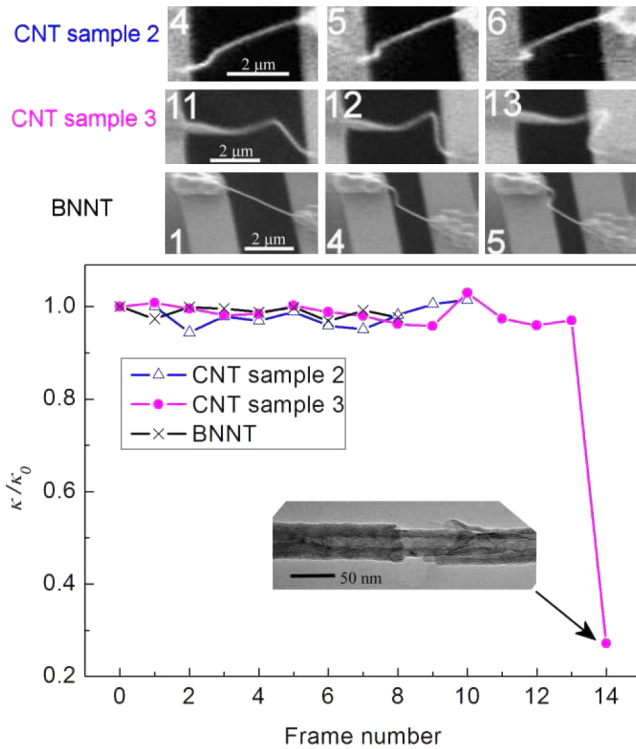 CNT sample 2
4
2 μm
5
6
CNT sample 3
11
2 μm
12
13
BNNT
1
2 μm
4
5
1.0
0.8
0.6
0.4
0.2
κ/κ0
CNT sample 2
CNT sample 3
BNNT
50 nm
0 2 4 6 8 10 12 14
Frame number